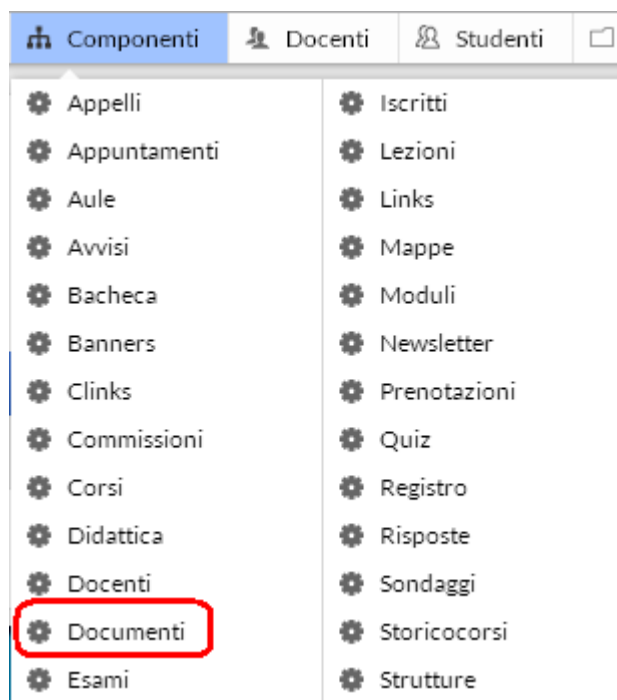 Componenti Docenti Studenti
Appelli
Appuntamenti
Aule
Avvisi
Bacheca
Banners
Clinks
Commissioni
Corsi
Didattica
Docenti
Documenti
Esami
Iscritti
Lezioni
Links
Mappe
Moduli
Newsletter
Prenotazioni
Quiz
Registro
Risposte
Sondaggi
Storicocorsi
Strutture